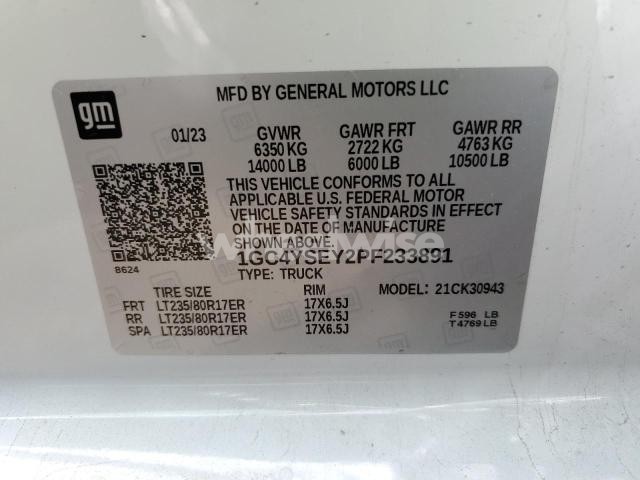 gm
MFD BY GENERAL MOTORS LLC
01/23 GVWR GAWR FRT GAWR RR
6350 KG 2722 KG 4763 KG
14000 LB 6000 LB 10500 LB
THIS VEHICLE CONFORMS TO ALL
APPLICABLE U.S. FEDERAL MOTOR
VEHICLE SAFETY STANDARDS IN EFFECT
ON THE DATE OF MANUFACTURE
SHOWN ABOVE
1GC4YSEY2PF233891
8624
TYPE: TRUCK
TIRE SIZE RIM MODEL: 21CK30943
FRT LT235/80R17ER 17X6.5J
RR LT235/80R17ER 17X6.5J
SPA LT235/80R17ER 17X6.5J
F 596 LB
T 4769 LB